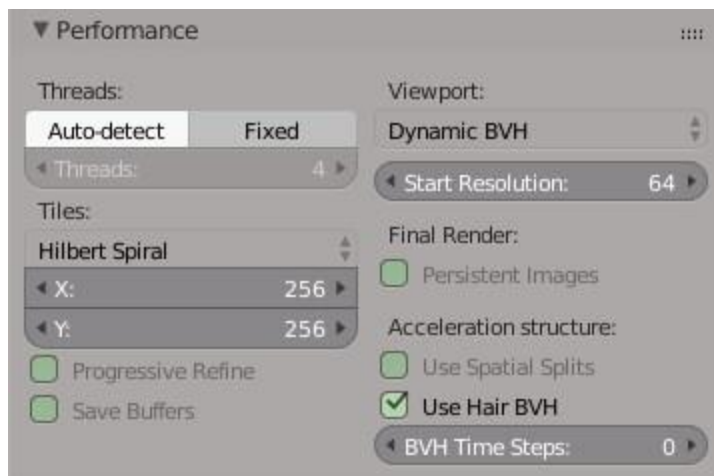 Performance
Threads:
Auto-detect Fixed
Threads: 4
Tiles:
Hilbert Spiral
X: 256
Y: 256
Progressive Refine
Save Buffers
Viewport:
Dynamic BVH
Start Resolution: 64
Final Render:
Persistent Images
Acceleration structure:
Use Spatial Splits
Use Hair BVH
BVH Time Steps: 0